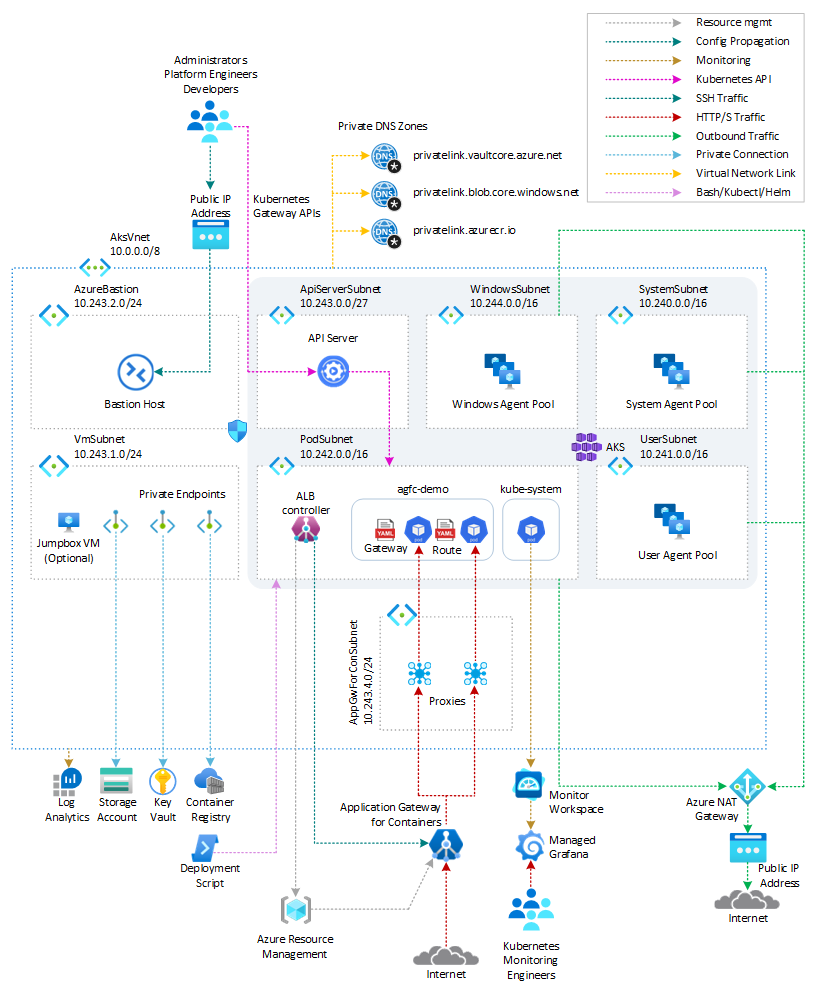 Resource mgmt
Config Propagation
Monitoring
Kubernetes API
SSH Traffic
HTTP/S Traffic
Outbound Traffic
Private Connection
Virtual Network Link
Bash/Kubectl/Helm
Administrators
Platform Engineers
Developers
Private DNS Zones
DNS
privatelink.vaultcore.azure.net
DNS
privatelink.blob.core.windows.net
DNS
privatelink.azurecr.io
Public IP
Address
Kubernetes
Gateway APIs
AksVnet
10.0.0.0/8
AzureBastion
10.243.2.0/24
ApiServerSubnet
10.243.0.0/27
WindowsSubnet
10.244.0.0/16
SystemSubnet
10.240.0.0/16
API Server
Bastion Host
Windows Agent Pool
System Agent Pool
VmSubnet
10.243.1.0/24
PodSubnet
10.242.0.0/16
AKS
UserSubnet
10.241.0.0/16
Private Endpoints
Jumpbox VM
(Optional)
ALB
controller
agfc-demo
kube-system
YAML
pod
YAML
pod
pod
Gateway
Route
User Agent Pool
AppGwForConSubnet
10.243.4.0/24
Proxies
Log
Analytics
Storage
Account
Key
Vault
Container
Registry
Deployment
Script
Application Gateway
for Containers
Monitor
Workspace
Managed
Grafana
Azure NAT
Gateway
Public IP
Address
Internet
Azure Resource
Management
Internet
Kubernetes
Monitoring
Engineers